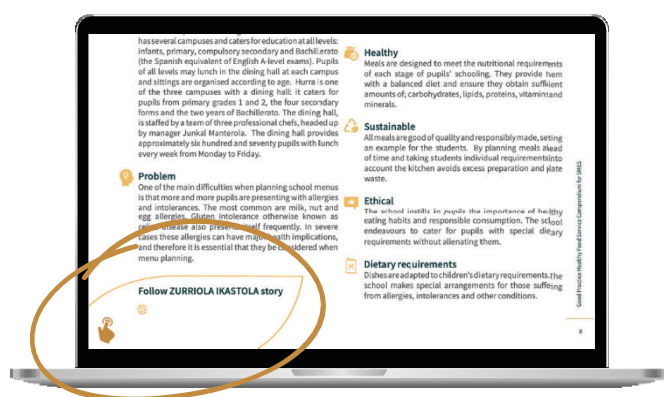 has several campuses and caters for education at all levels:
infants, primary, compulsory secondary and Bachillerato
(the Spanish equivalent of English A-level exams). Pupils
of all levels may lunch in the dining hall at each campus
and sittings are organised according to age. Hurra is one
of the three campuses with a dining hall: it caters for
pupils from primary grades 1 and 2, the four secondary
forms and the two years of Bachillerato. The dining hall,
is staffed by a team of three professional chefs, headed up
by manager Junkal Manterola. The dining hall provides
approximately six hundred and seventy pupils with lunch
every week from Monday to Friday.
Problem
One of the main difficulties when planning school menus
is that more and more pupils are presenting with allergies
and intolerances. The most common are milk, nut and
egg allergies. Gluten intolerance otherwise known as
celiac disease also presents itself frequently. In severe
cases these allergies can have major health implications,
and therefore it is essential that they be considered when
menu planning.
Follow ZURRIOLA IKASTOLA story
Healthy
Meals are designed to meet the nutritional requirements
of each stage of pupils' schooling. They provide them
with a balanced diet and ensure they obtain sufficient
amounts of; carbohydrates, lipids, proteins, vitamins and
minerals.
Sustainable
All meals are good of quality and responsibly made, setting
an example for the students. By planning meals ahead
of time and taking students individual requirements into
account the kitchen avoids excess preparation and plate
waste.
Ethical
The school instills in pupils the importance of healthy
eating habits and responsible consumption. The school
endeavours to cater for pupils with special dietary
requirements without alienating them.
Dietary requirements
Dishes are adapted to children's dietary requirements. The
school makes special arrangements for those suffering
from allergies, intolerances and other conditions.
Good Practice Healthy Food Service Compendium for SMES
8